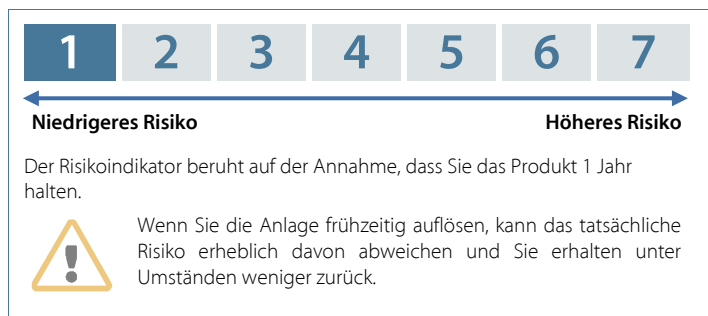 1 2 3 4 5 6 7
Niedrigeres Risiko Höheres Risiko
Der Risikoindikator beruht auf der Annahme, dass Sie das Produkt 1 Jahr
halten.
Wenn Sie die Anlage frühzeitig auflösen, kann das tatsächliche
Risiko erheblich davon abweichen und Sie erhalten unter
Umständen weniger zurück.